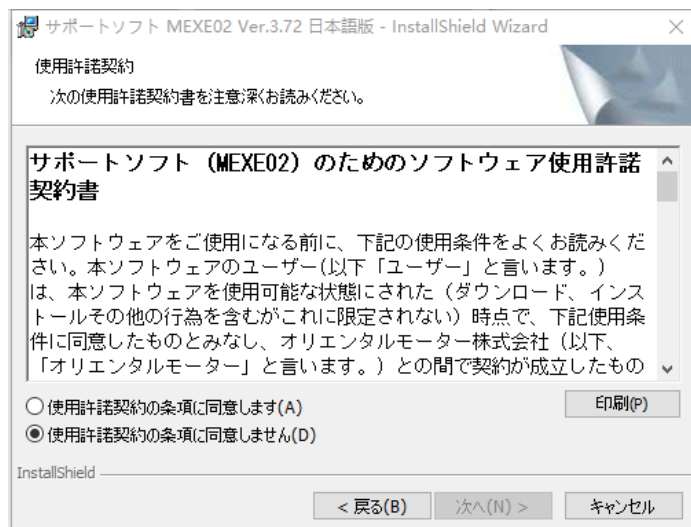 サポートソフト MEXE02 Ver.3.72 日本語版 - InstallShield Wizard
使用許諾契約
次の使用許諾契約書を注意深くお読みください。
サポートソフト（MEXE02）のためのソフトウェア使用許諾
契約書
本ソフトウェアをご使用になる前に、下記の使用条件をよくお読みくだ
さい。本ソフトウェアのユーザー(以下「ユーザー」と言います。)
は、本ソフトウェアを使用可能な状態にされた（ダウンロード、インス
トールその他の行為を含むがこれに限定されない）時点で、下記使用条
件に同意したものとみなし、オリエンタルモーター株式会社（以下、
「オリエンタルモーター」と言います。）との間で契約が成立したもの
使用許諾契約の条項に同意します(A)
印刷(P)
使用許諾契約の条項に同意しません(D)
InstallShield
< 戻る(B)
次へ(N) >
キャンセル